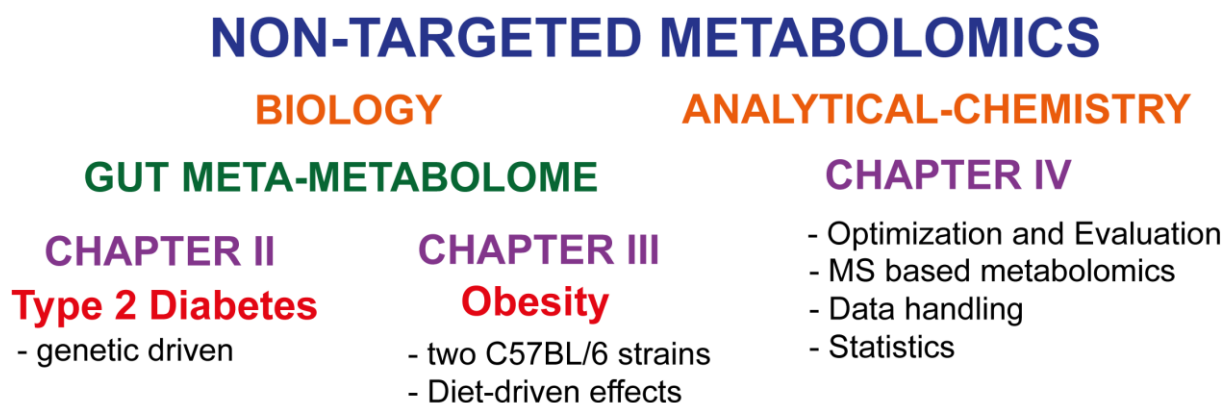 NON-TARGETED METABOLOMICS
BIOLOGY
ANALYTICAL-CHEMISTRY
GUT META-METABOLOME
CHAPTER II
Type 2 Diabetes
- genetic driven
CHAPTER III
Obesity
- two C57BL/6 strains
- Diet-driven effects
CHAPTER IV
- Optimization and Evaluation
- MS based metabolomics
- Data handling
- Statistics